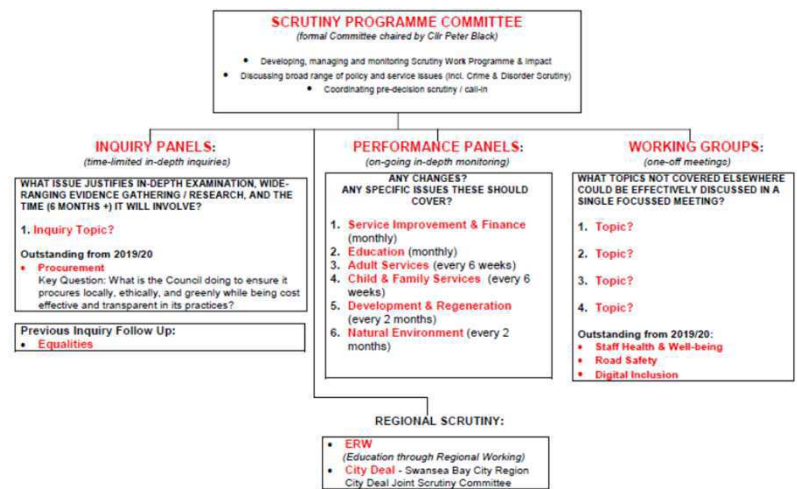 SCRUTINY PROGRAMME COMMITTEE
(formal Committee chaired by Cllr Peter Black)
• Developing, managing and monitoring Scrutiny Work Programme & impact
• Discussing broad range of policy and service issues (incl. Crime & Disorder Scrutiny)
• Coordinating pre-decision scrutiny / call-in
INQUIRY PANELS:
(time-limited in-depth inquiries)
WHAT ISSUE JUSTIFIES IN-DEPTH EXAMINATION, WIDE-
RANGING EVIDENCE GATHERING / RESEARCH, AND THE
TIME (6 MONTHS +) IT WILL INVOLVE?
1. Inquiry Topic?
Outstanding from 2019/20
• Procurement
Key Question: What is the Council doing to ensure it
procures locally, ethically, and greenly while being cost
effective and transparent in its practices?
Previous Inquiry Follow Up:
• Equalities
PERFORMANCE PANELS:
(on-going in-depth monitoring)
ANY CHANGES?
ANY SPECIFIC ISSUES THESE SHOULD
COVER?
1. Service Improvement & Finance
(monthly)
2. Education (monthly)
3. Adult Services (every 6 weeks)
4. Child & Family Services (every 6
weeks)
5. Development & Regeneration
(every 2 months)
6. Natural Environment (every 2
months)
WORKING GROUPS:
(one-off meetings)
WHAT TOPICS NOT COVERED ELSEWHERE
COULD BE EFFECTIVELY DISCUSSED IN A
SINGLE FOCUSSED MEETING?
1. Topic?
2. Topic?
3. Topic?
4. Topic?
Outstanding from 2019/20:
• Staff Health & Well-being
• Road Safety
• Digital Inclusion
REGIONAL SCRUTINY:
• ERW
(Education through Regional Working)
• City Deal - Swansea Bay City Region
City Deal Joint Scrutiny Committee